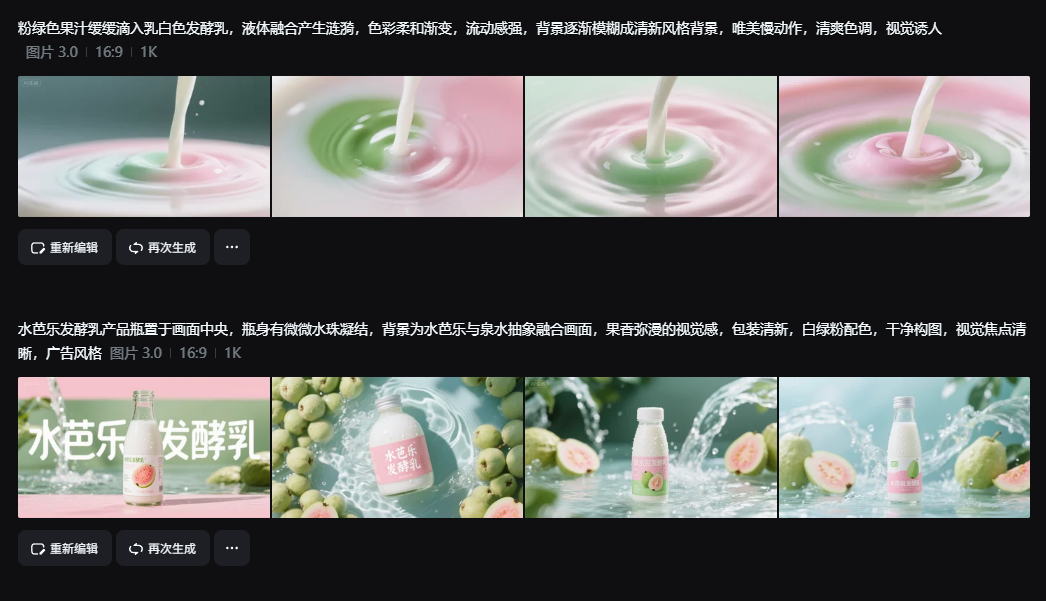 粉绿色果汁缓缓滴入乳白色发酵乳，液体融合产生涟漪，色彩柔和渐变，流动感强，背景逐渐模糊成清新风格背景，唯美慢动作，清爽色调，视觉诱人
图片 3.0 | 16:9 | 1K
重新编辑 再次生成 ···
水芭乐发酵乳产品瓶置于画面中央，瓶身有微微水珠凝结，背景为水芭乐与泉水抽象融合画面，果香弥漫的视觉感，包装清新，白绿粉配色，干净构图，视觉焦点清
晰，广告风格 图片 3.0 | 16:9 | 1K
水芭乐 发酵乳
水芭乐
发酵乳
重新编辑 再次生成 ···